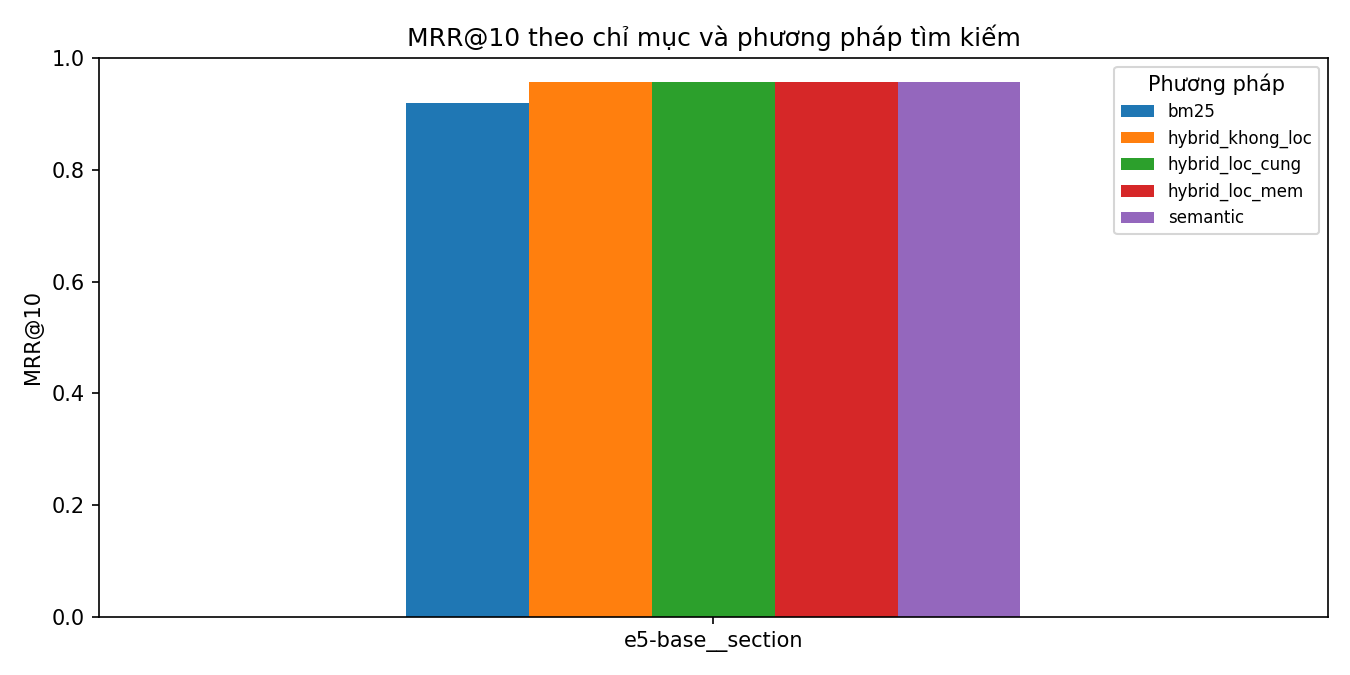 MRR@10 theo chỉ mục và phương pháp tìm kiếm
MRR@10
1.0
0.8
0.6
0.4
0.2
0.0
e5-base__section
Phương pháp
bm25
hybrid_khong_loc
hybrid_loc_cung
hybrid_loc_mem
semantic